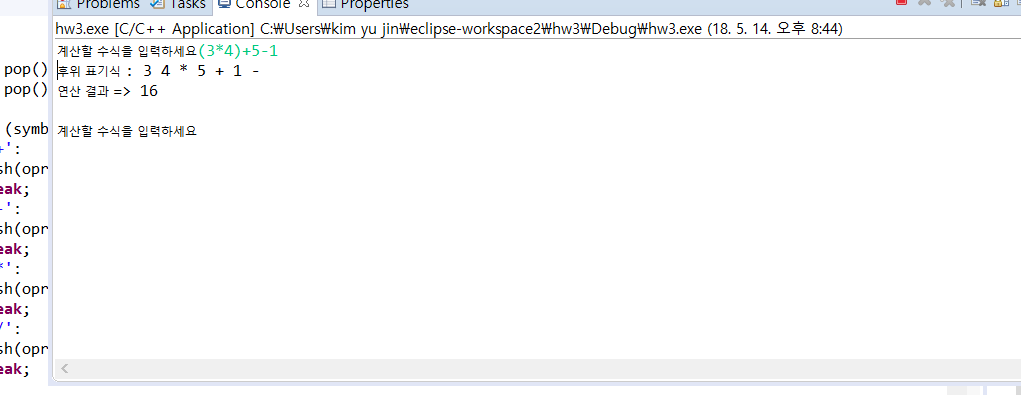 Problems Tasks Console Properties
hw3.exe [C/C++ Application] C:₩Users₩kim yu jin₩eclipse-workspace2₩hw3₩Debug₩hw3.exe (18. 5. 14. 오후 8:44)
계산할 수식을 입력하세요(3*4)+5-1
후위 표기식 : 3 4 * 5 + 1 -
연산 결과 => 16
계산할 수식을 입력하세요
pop()
pop()
(symb
+':
sh(opr
eak;
-':
sh(opr
eak;
*':
sh(opr
eak;
/':
sh(opr
eak;